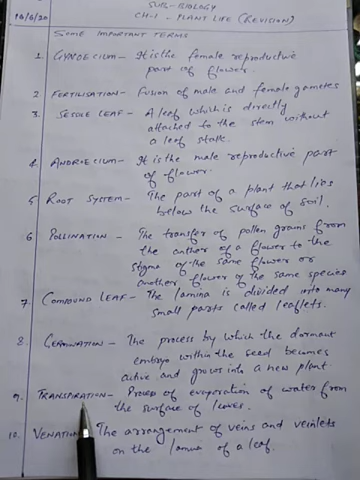 SUB:- BIOLOGY
16/6/20 CH-1 - PLANT LIFE (REVISION)
SOME IMPORTANT TERMS
1. GYNOECIUM - It is the female reproductive
part of flower.
2. FERTILISATION - Fusion of male and female gametes
3. SESSILE LEAF - A leaf which is directly
attached to the stem without
a leaf stalk.
4. ANDROECIUM - It is the male reproductive part
of flower.
5. ROOT SYSTEM - The part of a plant that lies
below the surface of soil.
6. POLLINATION - The transfer of pollen grains from
the anther of a flower to the
stigma of the same flower or
another flower of the same species
7. COMPOUND LEAF - The lamina is divided into many
small parts called leaflets.
8. GERMINATION - The process by which the dormant
embryo within the seed becomes
active and grows into a new plant
9. TRANSPIRATION - Process of evaporation of water from
the surface of leaves.
10. VENATION - The arrangement of veins and veinlets
on the lamina of a leaf.